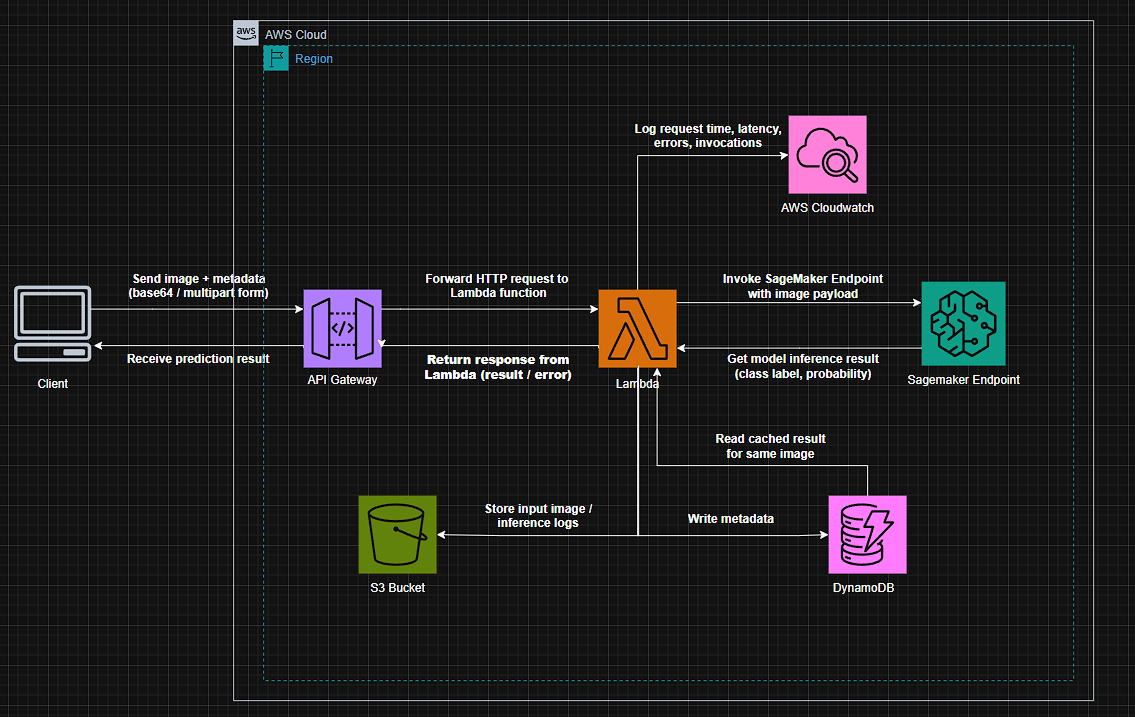 aws
AWS Cloud
Region
Log request time, latency,
errors, invocations
AWS Cloudwatch
Send image + metadata
(base64 / multipart form)
Forward HTTP request to
Lambda function
Invoke SageMaker Endpoint
with image payload
</>
Receive prediction result
Return response from
Lambda (result / error)
Get model inference result
(class label, probability)
Client
API Gateway
Lambda
Sagemaker Endpoint
Read cached result
for same image
Store input image /
inference logs
Write metadata
S3 Bucket
DynamoDB